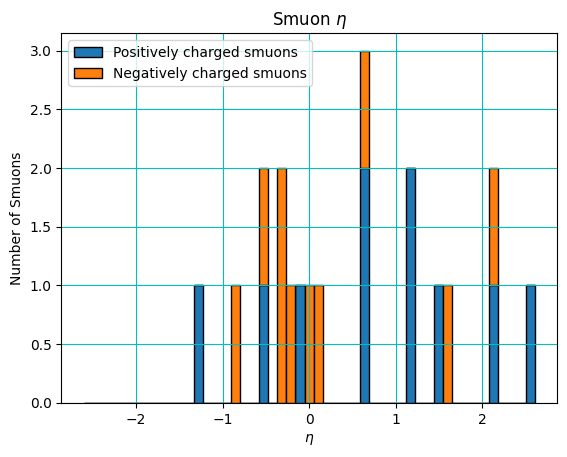 Smuon η
Positively charged smuons
Negatively charged smuons
Number of Smuons
3.0
2.5
2.0
1.5
1.0
0.5
0.0
−2 −1 0 1 2
η